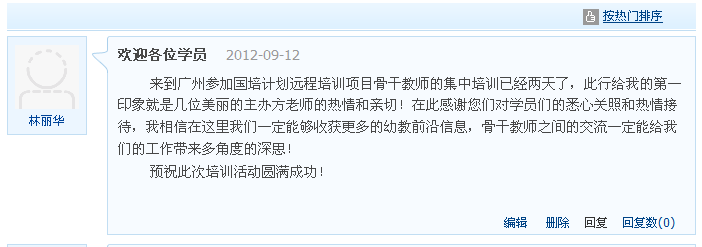 按热门排序
欢迎各位学员 2012-09-12
来到广州参加国培计划远程培训项目骨干教师的集中培训已经两天了，此行给我的第一
印象就是几位美丽的主办方老师的热情和亲切！在此感谢您们对学员们的悉心关照和热情接
待，我相信在这里我们一定能够收获更多的幼教前沿信息，骨干教师之间的交流一定能给我
们的工作带来多角度的深思！
预祝此次培训活动圆满成功！
林丽华
编辑 删除 回复 回复数(0)